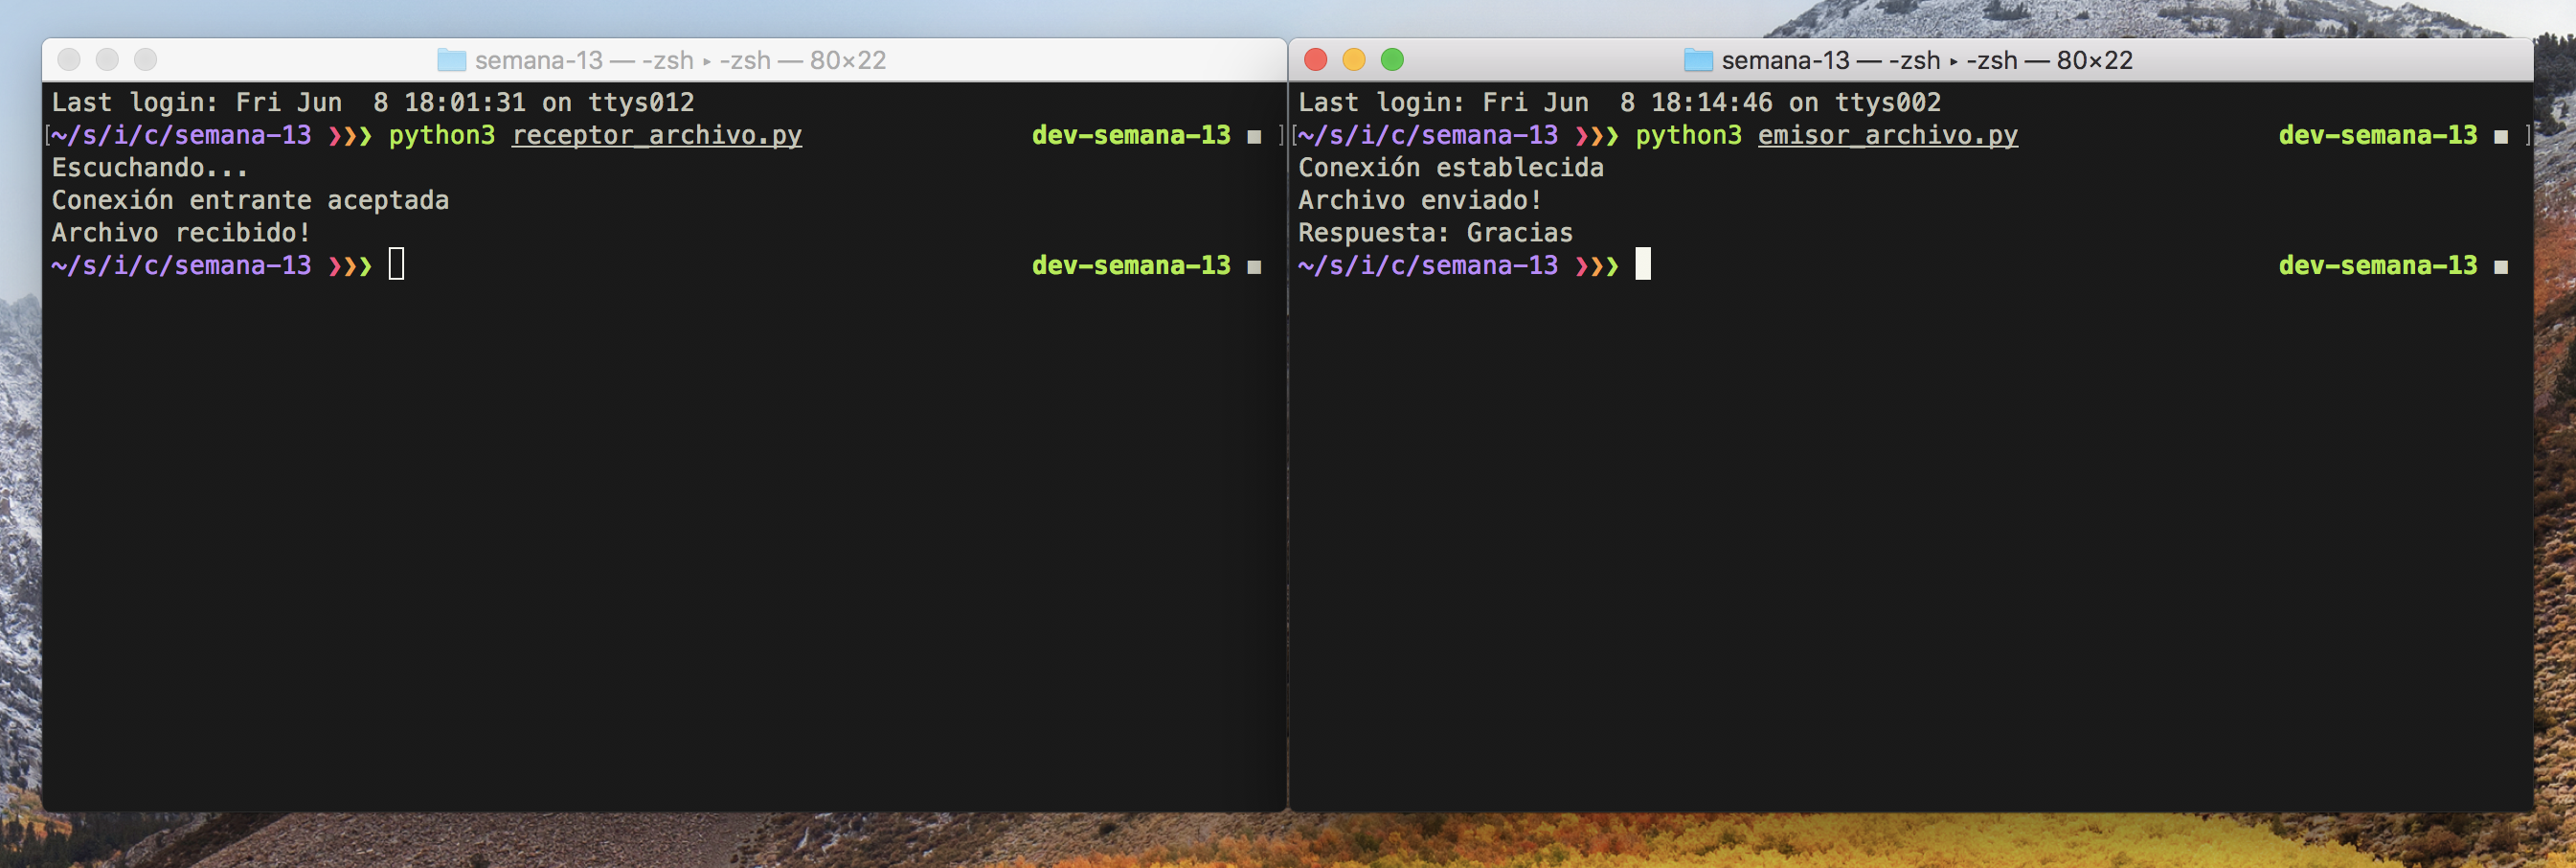 semana-13 — -zsh ▸ -zsh — 80×22
Last login: Fri Jun  8 18:01:31 on ttys012
[~/s/i/c/semana-13 ❯❯❯ python3 receptor_archivo.py dev-semana-13 ■ ]
Escuchando...
Conexión entrante aceptada
Archivo recibido!
~/s/i/c/semana-13 ❯❯❯ dev-semana-13 ■
semana-13 — -zsh ▸ -zsh — 80×22
Last login: Fri Jun  8 18:14:46 on ttys002
[~/s/i/c/semana-13 ❯❯❯ python3 emisor_archivo.py dev-semana-13 ■ ]
Conexión establecida
Archivo enviado!
Respuesta: Gracias
~/s/i/c/semana-13 ❯❯❯ dev-semana-13 ■